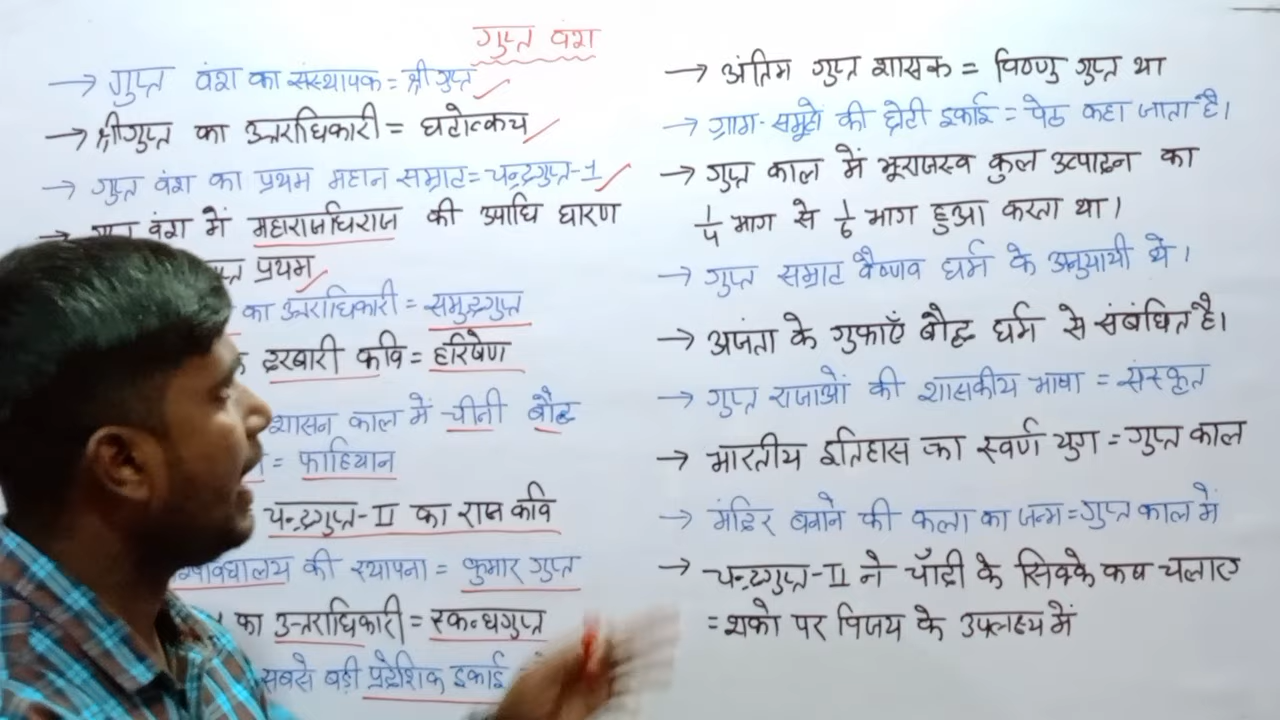 गुप्त वंश
→ गुप्त वंश का संस्थापक = श्री गुप्त
→ श्रीगुप्त का उत्तराधिकारी = घटोत्कच
→ गुप्त वंश का प्रथम महान सम्राट = चन्द्रगुप्त-1
→ गुप्त वंश में महाराजधिराज की उपाधि धारण
प्रथम
का उत्तराधिकारी = समुद्रगुप्त
दरबारी कवि = हरिषेण
शासन काल में चीनी बौद्ध
= फाहियान
चन्द्रगुप्त-II का राज कवि
की स्थापना = कुमार गुप्त
का उत्तराधिकारी = स्कन्धगुप्त
सबसे बड़ी प्रदेशिक इकाई
→ अंतिम गुप्त शासक = विष्णु गुप्त था
→ ग्राम-समूहों की छोटी इकाई = पेठ कहा जाता है।
→ गुप्त काल में भूराजस्व कुल उत्पादन का
1/4 भाग से 1/6 भाग हुआ करता था।
→ गुप्त सम्राट वैष्णव धर्म के अनुयायी थे।
→ अजंता के गुफाएँ बौद्ध धर्म से संबंधित है।
→ गुप्त राजाओं की शासकीय भाषा = संस्कृत
→ भारतीय इतिहास का स्वर्ण युग = गुप्त काल
→ मंदिर बनाने की कला का जन्म = गुप्त काल में
→ चन्द्रगुप्त-II ने चाँदी के सिक्के कब चलाए
= शको पर विजय के उपलक्ष्य में